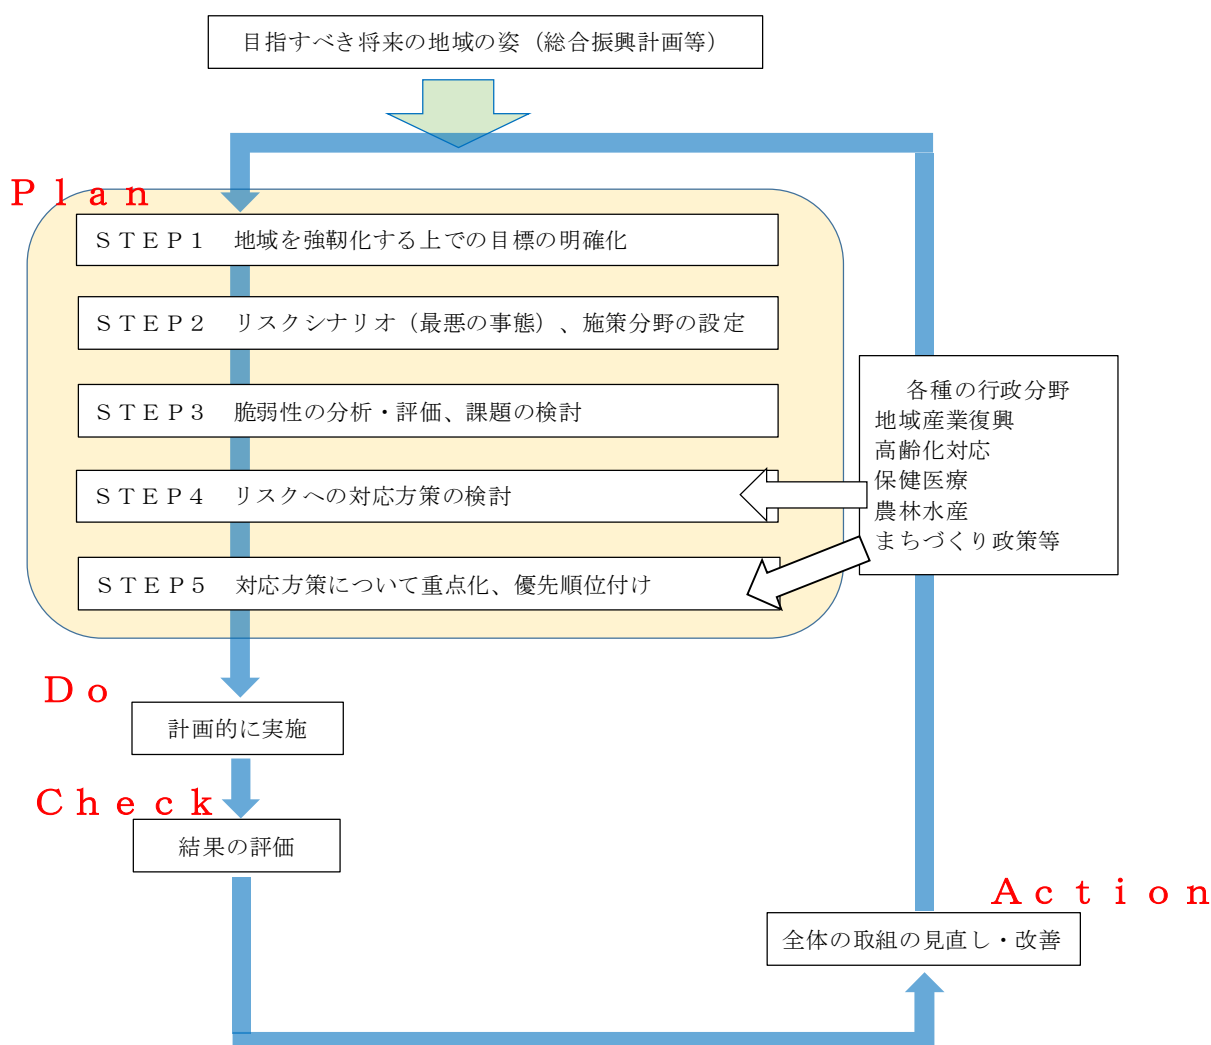 目指すべき将来の地域の姿（総合振興計画等）
Ｐｌａｎ
ＳＴＥＰ１　地域を強靭化する上での目標の明確化
ＳＴＥＰ２　リスクシナリオ（最悪の事態）、施策分野の設定
ＳＴＥＰ３　脆弱性の分析・評価、課題の検討
ＳＴＥＰ４　リスクへの対応方策の検討
ＳＴＥＰ５　対応方策について重点化、優先順位付け
各種の行政分野
地域産業復興
高齢化対応
保健医療
農林水産
まちづくり政策等
Ｄｏ
計画的に実施
Ｃｈｅｃｋ
結果の評価
Ａｃｔｉｏｎ
全体の取組の見直し・改善